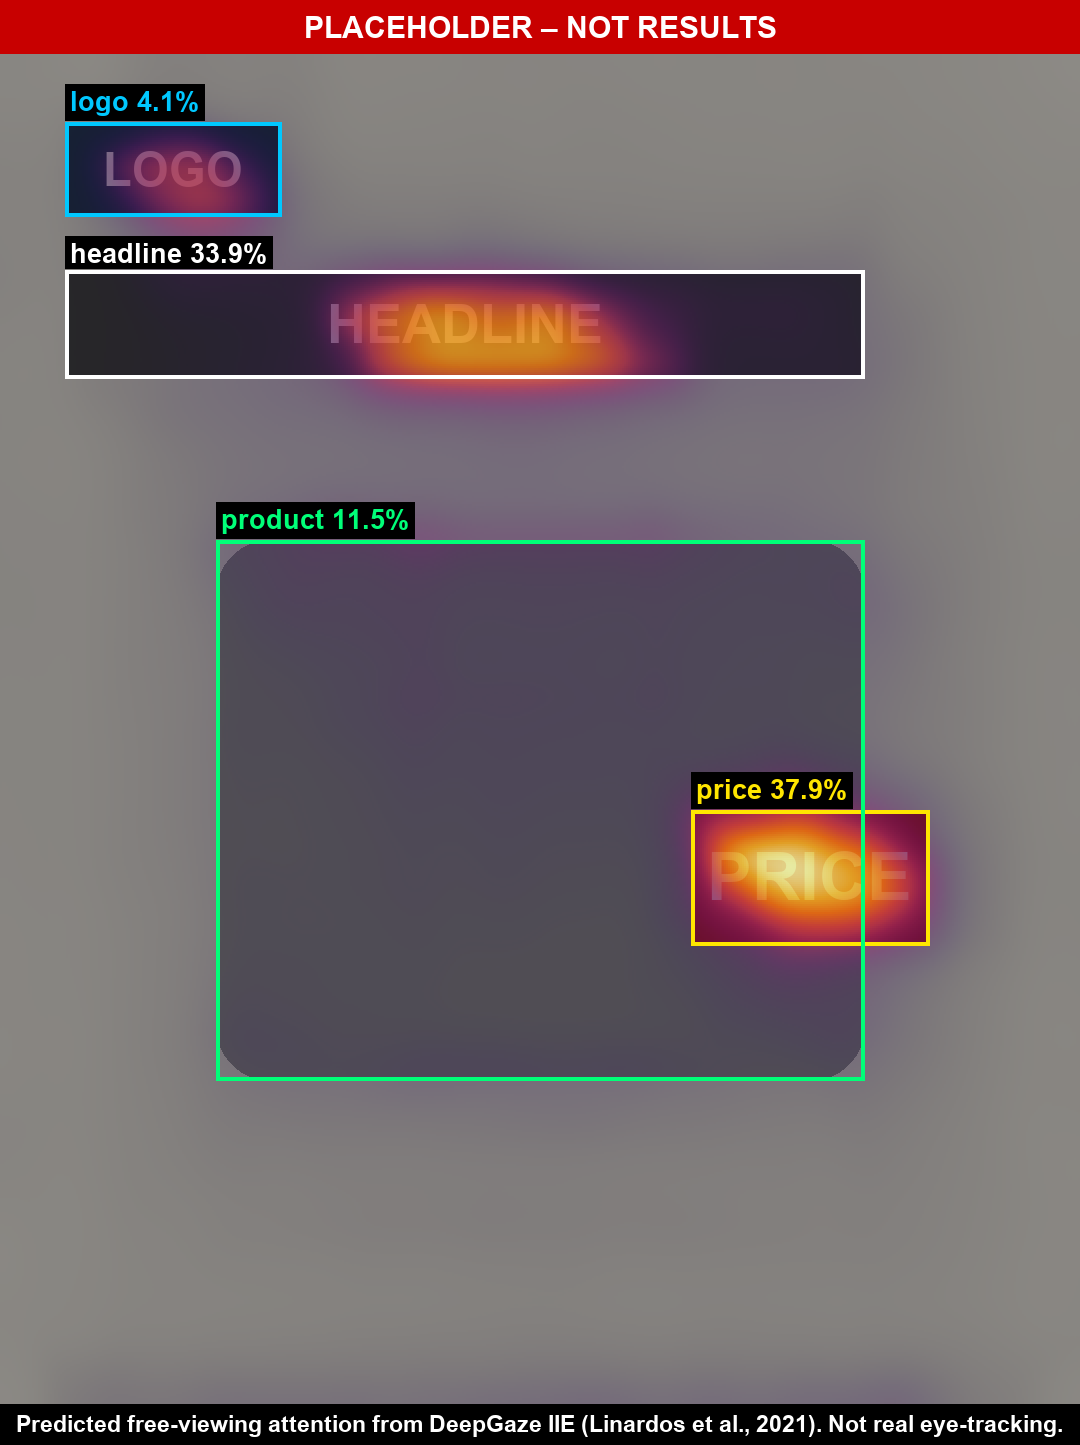 PLACEHOLDER – NOT RESULTS
logo 4.1%
LOGO
headline 33.9%
HEADLINE
product 11.5%
price 37.9%
PRICE
Predicted free-viewing attention from DeepGaze IIE (Linardos et al., 2021). Not real eye-tracking.